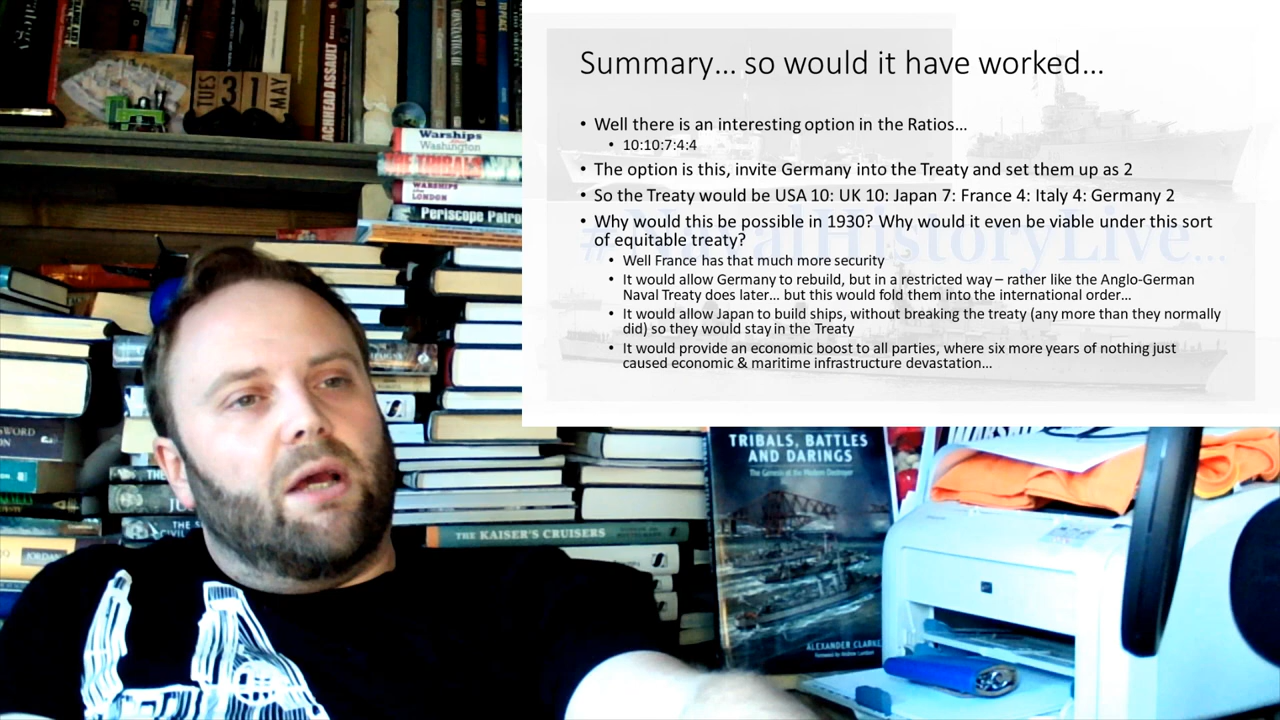 Summary... so would it have worked...
• Well there is an interesting option in the Ratios...
• 10:10:7:4:4
• The option is this, invite Germany into the Treaty and set them up as 2
• So the Treaty would be USA 10: UK 10: Japan 7: France 4: Italy 4: Germany 2
• Why would this be possible in 1930? Why would it even be viable under this sort
of equitable treaty?
• Well France has that much more security
• It would allow Germany to rebuild, but in a restricted way – rather like the Anglo-German
Naval Treaty does later... but this would fold them into the international order...
• It would allow Japan to build ships, without breaking the treaty (any more than they normally
did) so they would stay in the Treaty
• It would provide an economic boost to all parties, where six more years of nothing just
caused economic & maritime infrastructure devastation...
TUES 31 MAY
Warships
Washington
WARSHIPS
LONDON
Periscope Patro
THE KAISER'S CRUISERS
TRIBALS, BATTLES
AND DARINGS
The Genesis of the Modern Destroyer
ALEXANDER CLARKE
JORDAN
hp